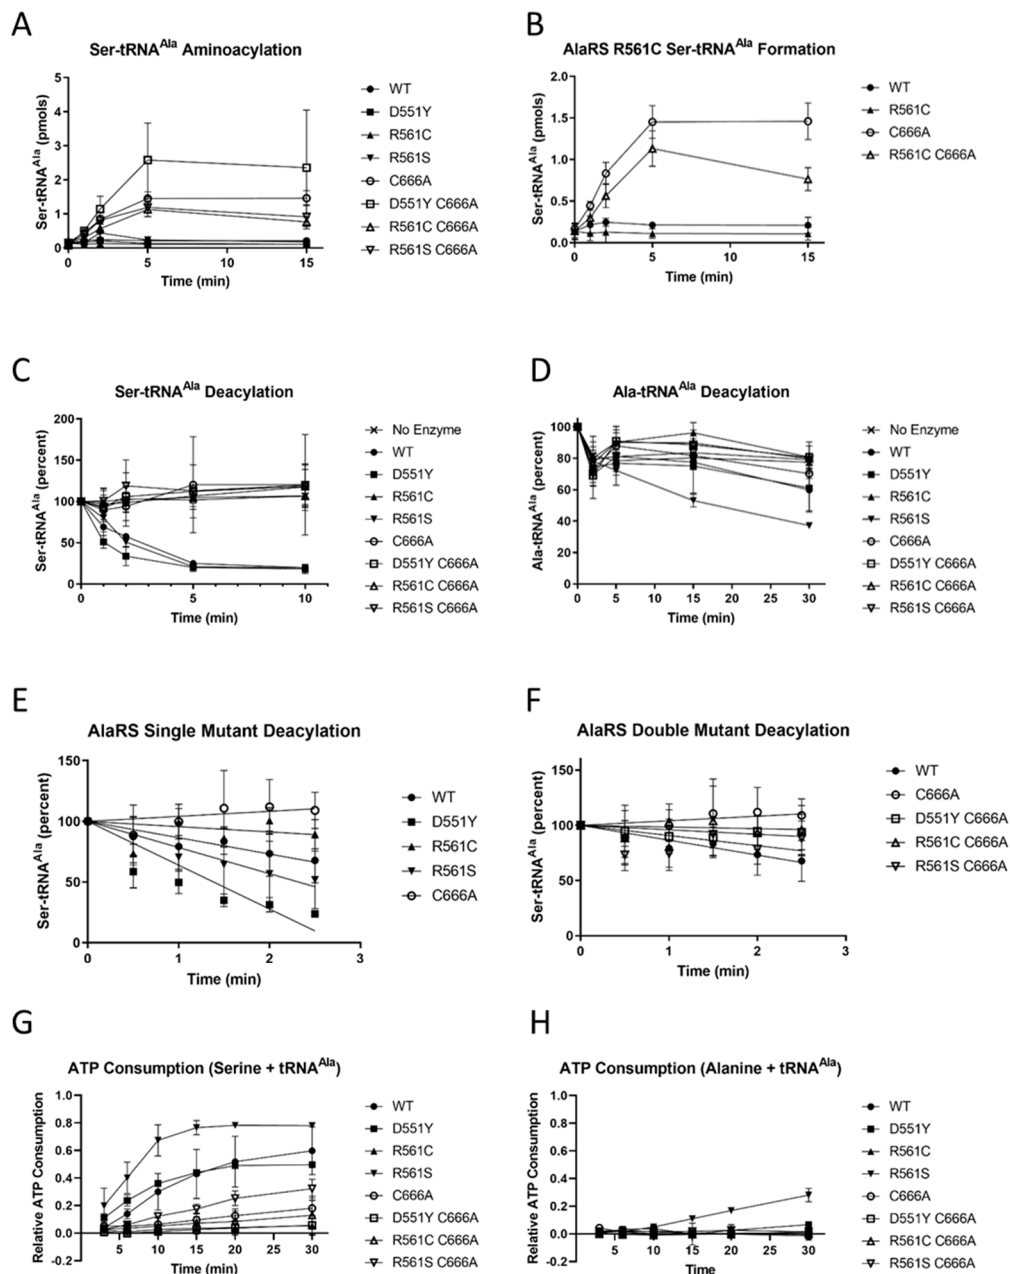 A
Ser-tRNAAla Aminoacylation
Ser-tRNAAla (pmols)
5
4
3
2
1
0
0 5 10 15
Time (min)
WT
D551Y
R561C
R561S
C666A
D551Y C666A
R561C C666A
R561S C666A
B
AlaRS R561C Ser-tRNAAla Formation
Ser-tRNAAla (pmols)
2.0
1.5
1.0
0.5
0.0
0 5 10 15
Time (min)
WT
R561C
C666A
R561C C666A
C
Ser-tRNAAla Deacylation
Ser-tRNAAla (percent)
200
150
100
50
0
0 5 10
Time (min)
No Enzyme
WT
D551Y
R561C
R561S
C666A
D551Y C666A
R561C C666A
R561S C666A
D
Ala-tRNAAla Deacylation
Ala-tRNAAla (percent)
100
80
60
40
20
0
0 5 10 15 20 25 30
Time (min)
No Enzyme
WT
D551Y
R561C
R561S
C666A
D551Y C666A
R561C C666A
R561S C666A
E
AlaRS Single Mutant Deacylation
Ser-tRNAAla (percent)
150
100
50
0
0 1 2 3
Time (min)
WT
D551Y
R561C
R561S
C666A
F
AlaRS Double Mutant Deacylation
Ser-tRNAAla (percent)
150
100
50
0
0 1 2 3
Time (min)
WT
C666A
D551Y C666A
R561C C666A
R561S C666A
G
ATP Consumption (Serine + tRNAAla)
Relative ATP Consumption
1.0
0.8
0.6
0.4
0.2
0.0
-0.2
5 10 15 20 25 30
Time (min)
WT
D551Y
R561C
R561S
C666A
D551Y C666A
R561C C666A
R561S C666A
H
ATP Consumption (Alanine + tRNAAla)
Relative ATP Consumption
1.0
0.8
0.6
0.4
0.2
0.0
-0.2
5 10 15 20 25 30
Time
WT
D551Y
R561C
R561S
C666A
D551Y C666A
R561C C666A
R561S C666A